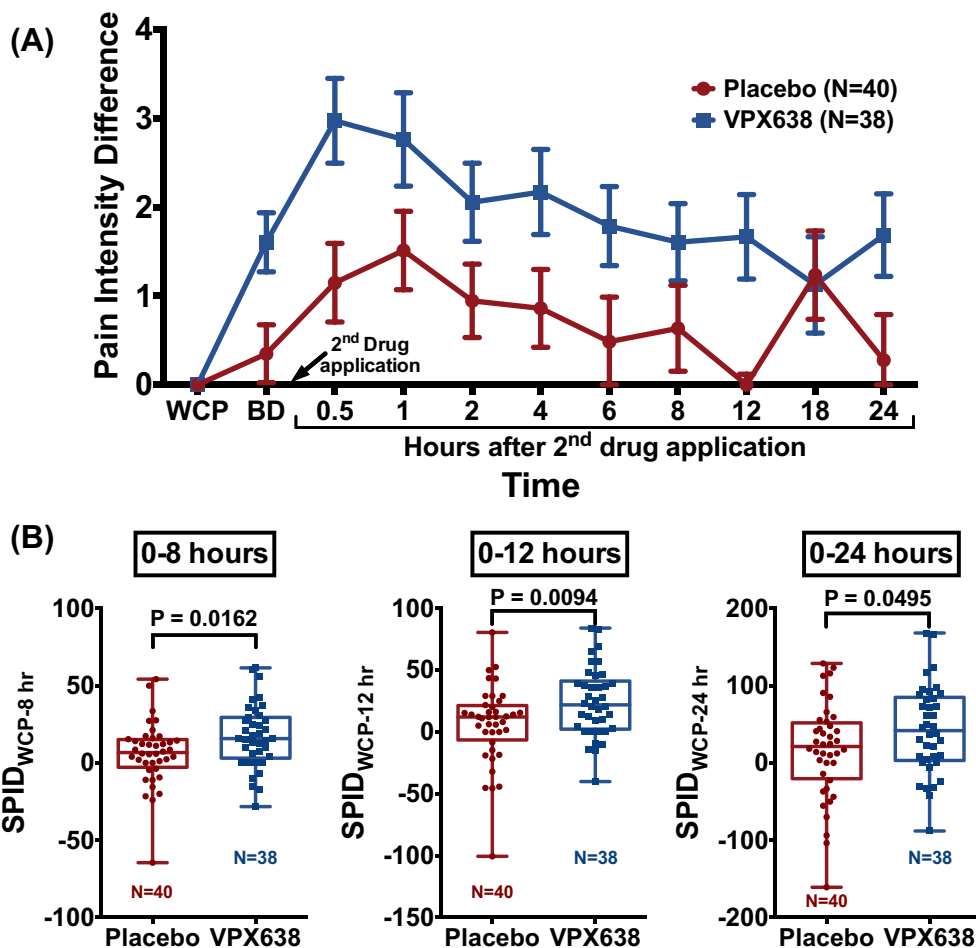 (A)
Pain Intensity Difference
4
3
2
1
0
Placebo (N=40)
VPX638 (N=38)
2nd Drug
application
WCP BD 0.5 1 2 4 6 8 12 18 24
Hours after 2nd drug application
Time
(B)
0-8 hours
P = 0.0162
SPIDWCP-8 hr
100
50
0
-50
-100
N=40
N=38
Placebo VPX638
0-12 hours
P = 0.0094
SPIDWCP-12 hr
100
50
0
-50
-100
-150
N=40
N=38
Placebo VPX638
0-24 hours
P = 0.0495
SPIDWCP-24 hr
200
100
0
-100
-200
N=40
N=38
Placebo VPX638